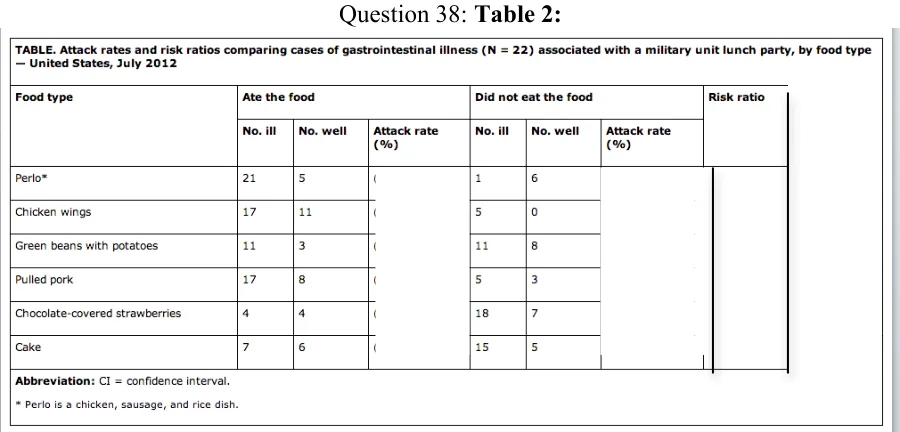 Question 38: Table 2:
TABLE. Attack rates and risk ratios comparing cases of gastrointestinal illness (N = 22) associated with a military unit lunch party, by food type
— United States, July 2012
Food type Ate the food Did not eat the food Risk ratio
No. ill No. well Attack rate (%) No. ill No. well Attack rate (%)
Perlo* 21 5 ( 1 6
Chicken wings 17 11 ( 5 0
Green beans with potatoes 11 3 ( 11 8
Pulled pork 17 8 ( 5 3
Chocolate-covered strawberries 4 4 ( 18 7
Cake 7 6 ( 15 5
Abbreviation: CI = confidence interval.
* Perlo is a chicken, sausage, and rice dish.